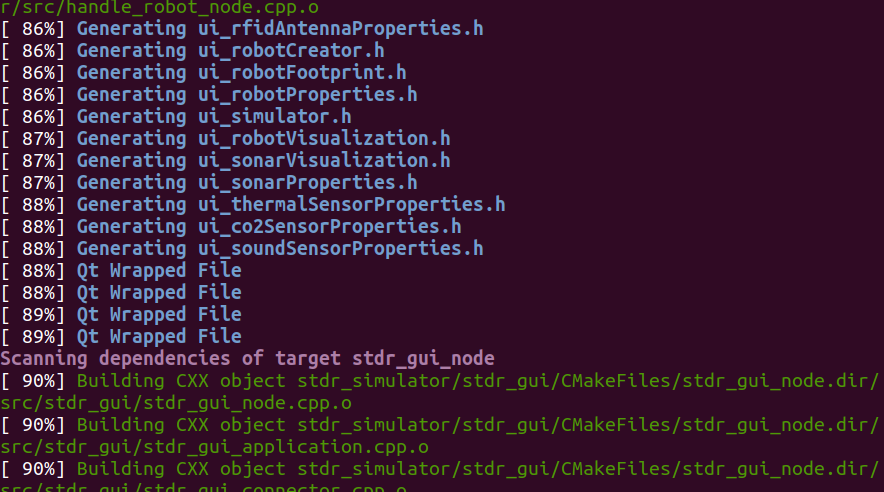 r/src/handle_robot_node.cpp.o
[ 86%] Generating ui_rfidAntennaProperties.h
[ 86%] Generating ui_robotCreator.h
[ 86%] Generating ui_robotFootprint.h
[ 86%] Generating ui_robotProperties.h
[ 86%] Generating ui_simulator.h
[ 87%] Generating ui_robotVisualization.h
[ 87%] Generating ui_sonarVisualization.h
[ 87%] Generating ui_sonarProperties.h
[ 88%] Generating ui_thermalSensorProperties.h
[ 88%] Generating ui_co2SensorProperties.h
[ 88%] Generating ui_soundSensorProperties.h
[ 88%] Qt Wrapped File
[ 88%] Qt Wrapped File
[ 89%] Qt Wrapped File
[ 89%] Qt Wrapped File
Scanning dependencies of target stdr_gui_node
[ 90%] Building CXX object stdr_simulator/stdr_gui/CMakeFiles/stdr_gui_node.dir/
src/stdr_gui/stdr_gui_node.cpp.o
[ 90%] Building CXX object stdr_simulator/stdr_gui/CMakeFiles/stdr_gui_node.dir/
src/stdr_gui/stdr_gui_application.cpp.o
[ 90%] Building CXX object stdr_simulator/stdr_gui/CMakeFiles/stdr_gui_node.dir/
src/stdr_gui/stdr_gui_connector.cpp.o